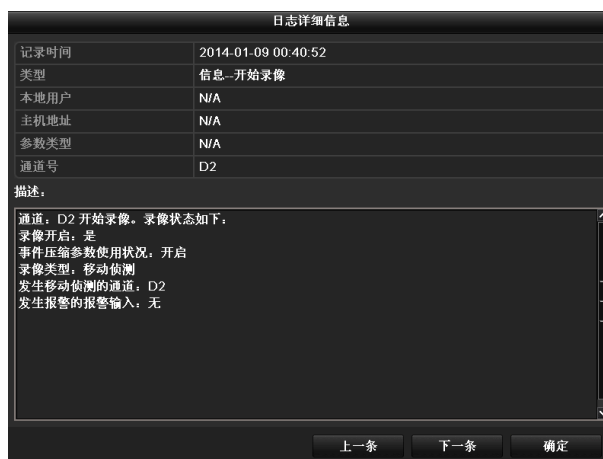 日志详细信息
记录时间 2014-01-09 00:40:52
类型 信息--开始录像
本地用户 N/A
主机地址 N/A
参数类型 N/A
通道号 D2
描述：
通道：D2 开始录像。录像状态如下：
录像开启：是
事件压缩参数使用状况：开启
录像类型：移动侦测
发生移动侦测的通道：D2
发生报警的报警输入：无
上一条 下一条 确定